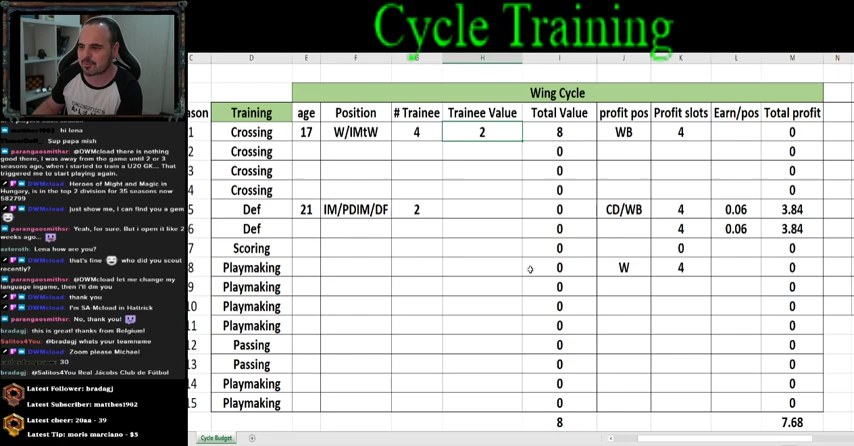 Cycle Training
C D E F G H I J K L M N
Wing Cycle
ason Training age Position # Trainee Trainee Value Total Value profit pos Profit slots Earn/pos Total profit
1 Crossing 17 W/IMtW 4 2 8 WB 4 0
2 Crossing 0 0
3 Crossing 0 0
4 Crossing 0 0
5 Def 21 IM/PDIM/DF 2 0 CD/WB 4 0.06 3.84
6 Def 0 4 0.06 3.84
7 Scoring 0 0 0
8 Playmaking 0 W 4 0
9 Playmaking 0 0
10 Playmaking 0 0
11 Playmaking 0 0
12 Passing 0 0
13 Passing 0 0
14 Playmaking 0 0
15 Playmaking 0 0
8 7.68
Cycle Budget
matthes1902 hi lena
Sup papa mish
parangaosmithsr: @DWMcload there is nothing
good there, I was away from the game until 2 or 3
seasons ago, when i started to train a U20 GK... That
triggered me to start playing again.
DWMcload: Heroes of Might and Magic in
Hungary, is in the top 2 division for 35 seasons now
582799
DWMcload: Just show me, I can find you a gem
parangaosmithsr: Yeah, for sure. But i open it like 2
weeks ago...
azteroth: Lena how are you?
DWMcload: that's fine who did you scout
recently?
parangaosmithsr: @DWMcload let me change my
language ingame, then i'll dm you
DWMcload: thank you
DWMcload: I'm SA-Mcload in Hattrick
parangaosmithsr: No, thank you!
bradagj: this is great! thanks from Belgium!
Salitos4You: @bradagj whats your teamname
DWMcload: Zoom please Michael
30
bradagj: @Salitos4You Real Jácobs Club de Fútbol
Latest Follower: bradagj
Latest Subscriber: matthes1902
Latest cheer: 20aa - 39
Latest Tip: moris marciano - $5